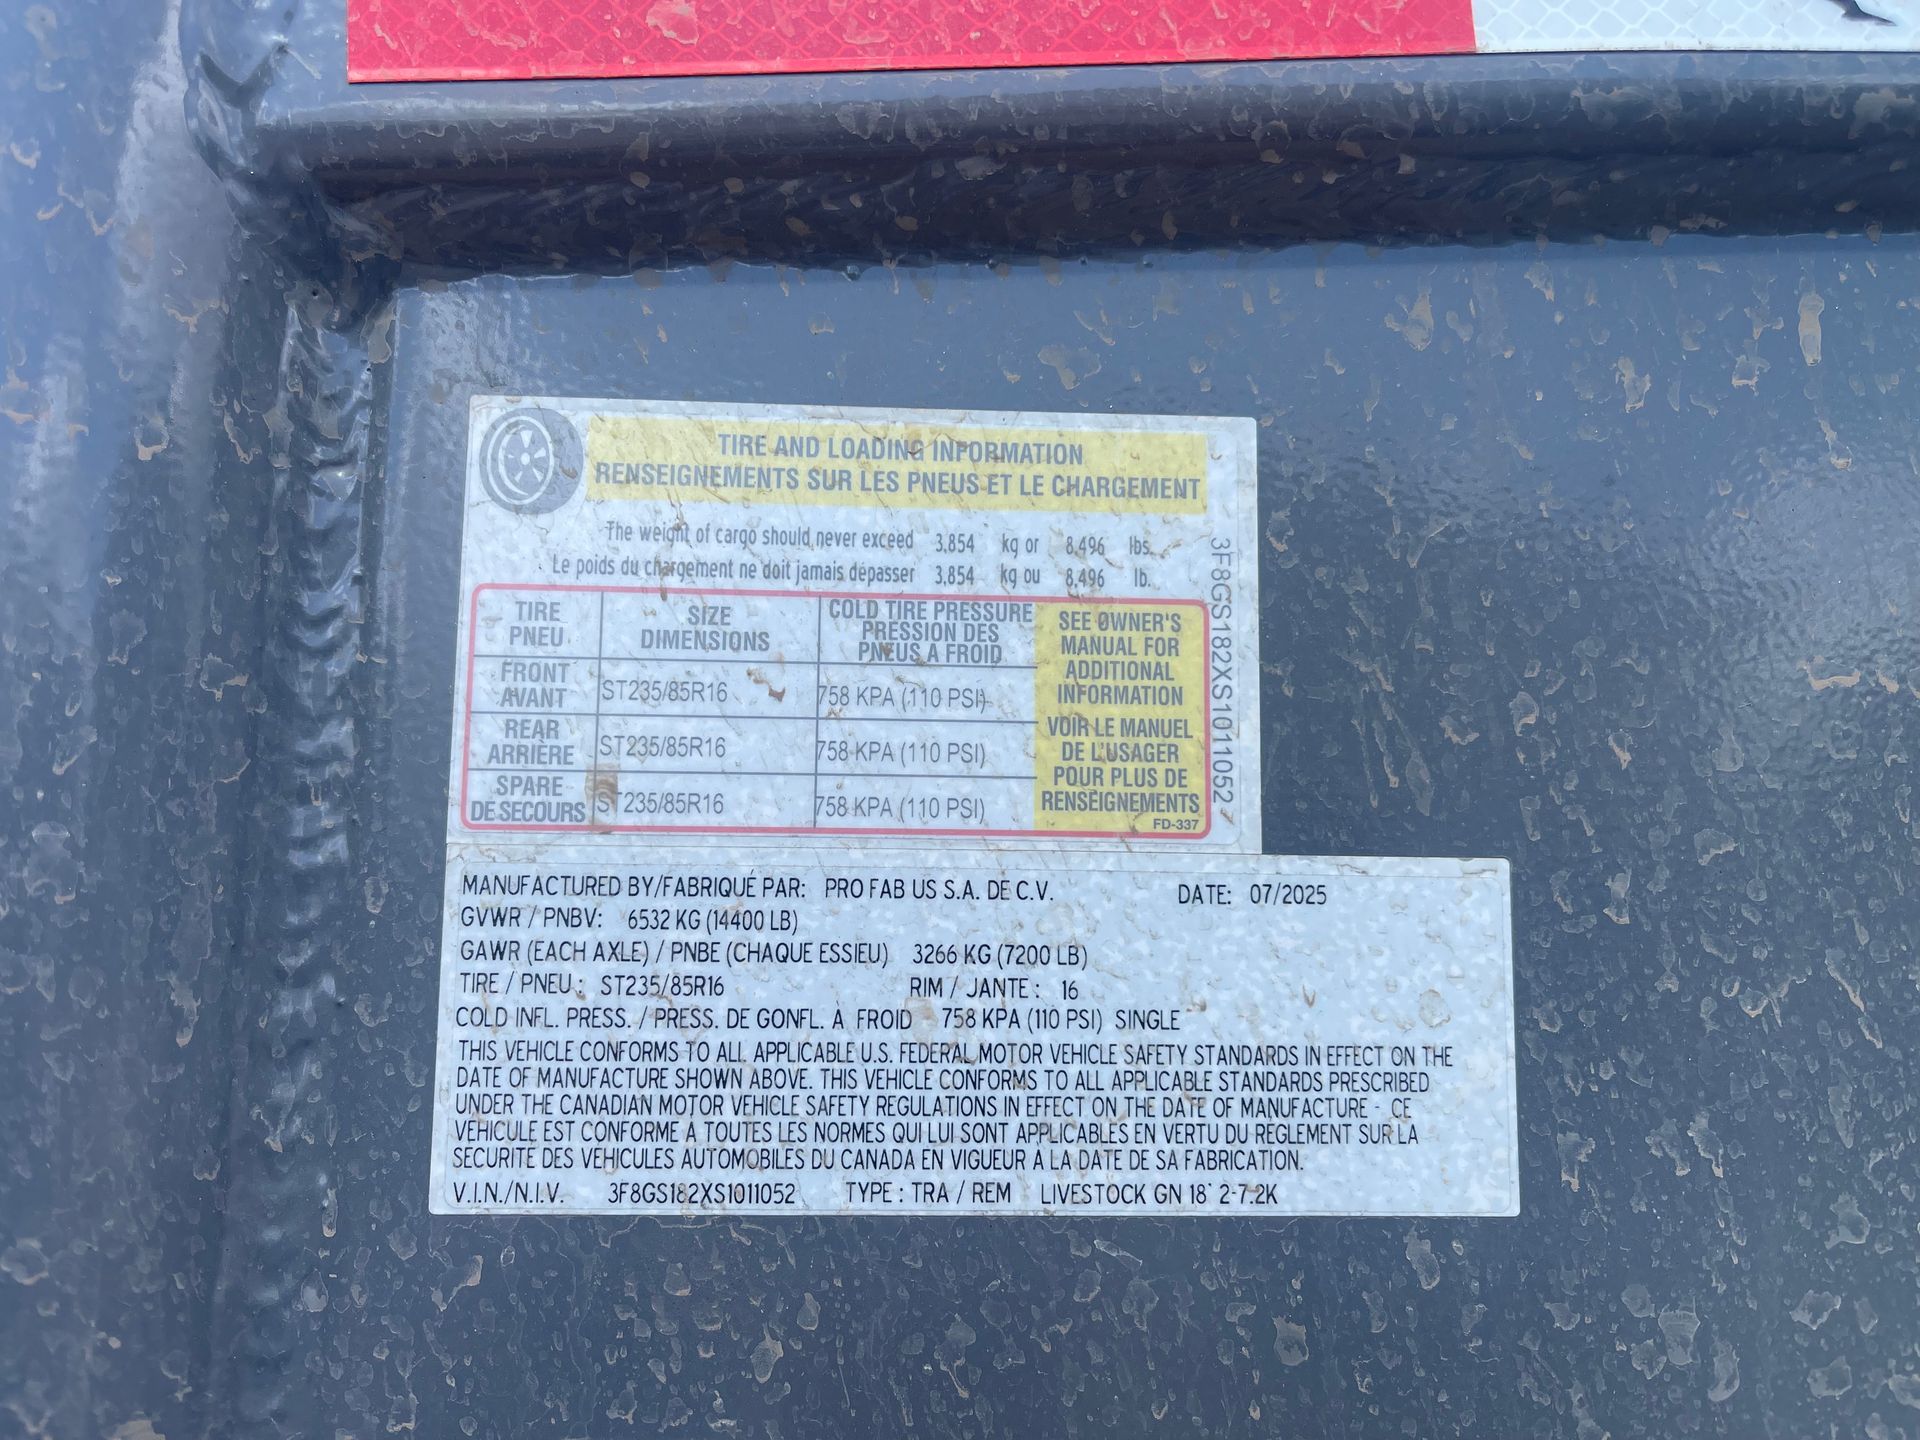 TIRE AND LOADING INFORMATION
RENSEIGNEMENTS SUR LES PNEUS ET LE CHARGEMENT
The weight of cargo should never exceed 3,854 kg or 8,496 lbs.
Le poids du chargement ne doit jamais dépasser 3,854 kg ou 8,496 lb.
TIRE SIZE COLD TIRE PRESSURE
PNEU DIMENSIONS PRESSION DES
PNEUS A FROID
FRONT
AVANT ST235/85R16 758 KPA (110 PSI)
REAR
ARRIÈRE ST235/85R16 758 KPA (110 PSI)
SPARE
DE SECOURS ST235/85R16 758 KPA (110 PSI)
SEE OWNER'S
MANUAL FOR
ADDITIONAL
INFORMATION
VOIR LE MANUEL
DE L'USAGER
POUR PLUS DE
RENSEIGNEMENTS
FD-337
3F8GS182XS1011052
MANUFACTURED BY/FABRIQUÉ PAR: PRO FAB US S.A. DE C.V. DATE: 07/2025
GVWR / PNBV: 6532 KG (14400 LB)
GAWR (EACH AXLE) / PNBE (CHAQUE ESSIEU) 3266 KG (7200 LB)
TIRE / PNEU: ST235/85R16 RIM / JANTE: 16
COLD INFL. PRESS. / PRESS. DE GONFL. À FROID 758 KPA (110 PSI) SINGLE
THIS VEHICLE CONFORMS TO ALL APPLICABLE U.S. FEDERAL MOTOR VEHICLE SAFETY STANDARDS IN EFFECT ON THE
DATE OF MANUFACTURE SHOWN ABOVE. THIS VEHICLE CONFORMS TO ALL APPLICABLE STANDARDS PRESCRIBED
UNDER THE CANADIAN MOTOR VEHICLE SAFETY REGULATIONS IN EFFECT ON THE DATE OF MANUFACTURE - CE
VÉHICULE EST CONFORME À TOUTES LES NORMES QUI LUI SONT APPLICABLES EN VERTU DU RÈGLEMENT SUR LA
SÉCURITÉ DES VÉHICULES AUTOMOBILES DU CANADA EN VIGUEUR À LA DATE DE SA FABRICATION.
V.I.N./N.I.V. 3F8GS182XS1011052 TYPE: TRA / REM LIVESTOCK GN 18' 2-7.2K